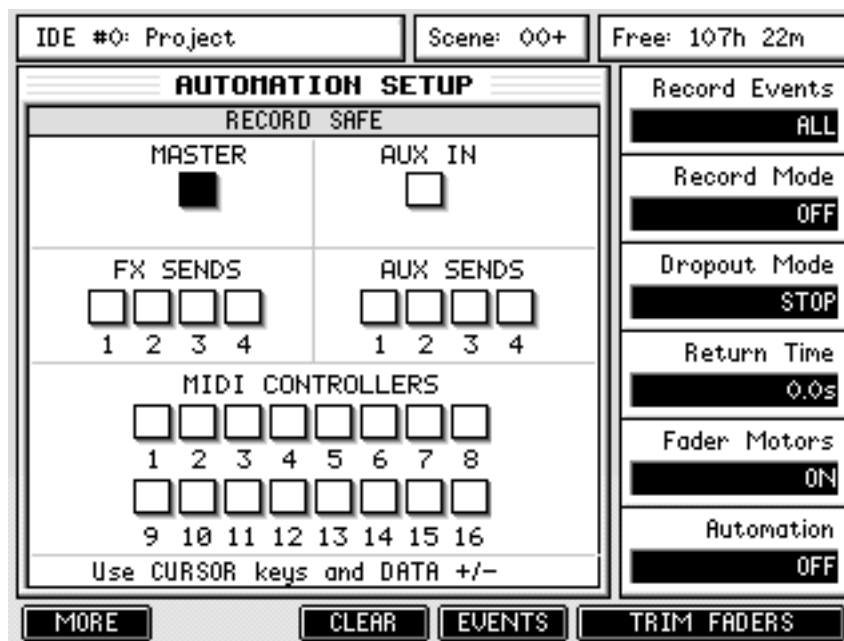 IDE #0: Project
Scene: 00+
Free: 107h 22m
AUTOMATION SETUP
RECORD SAFE
MASTER
AUX IN
FX SENDS
AUX SENDS
1 2 3 4
1 2 3 4
MIDI CONTROLLERS
1 2 3 4 5 6 7 8
9 10 11 12 13 14 15 16
Use CURSOR keys and DATA +/-
Record Events
ALL
Record Mode
OFF
Dropout Mode
STOP
Return Time
0.0s
Fader Motors
ON
Automation
OFF
MORE
CLEAR
EVENTS
TRIM FADERS